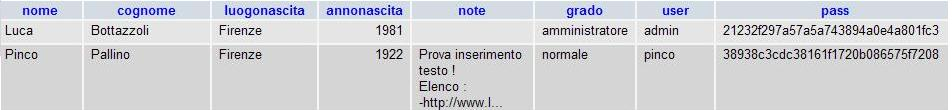 nome cognome luogonascita annonascita note grado user pass
Luca Bottazzoli Firenze 1981 amministratore admin 21232f297a57a5a743894a0e4a801fc3
Pinco Pallino Firenze 1922 Prova inserimento normale pinco 38938c3cdc38161f1720b086575f7208
testo !
Elenco :
-http://www.l...